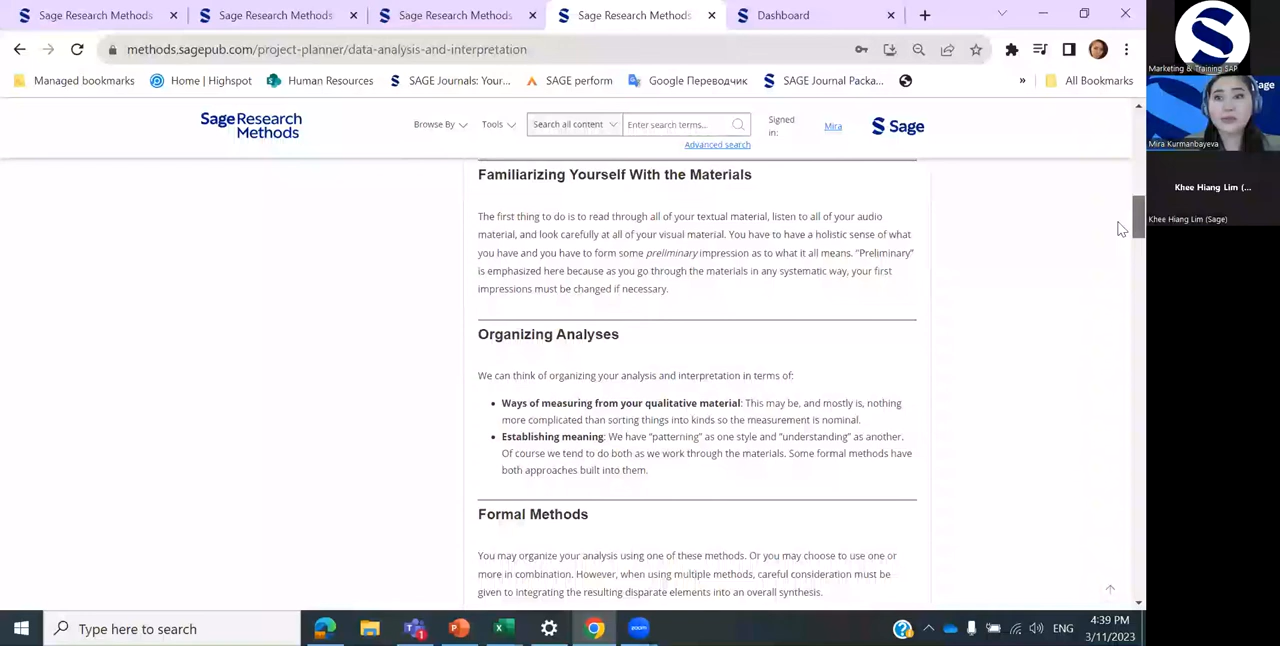 Sage Research Methods
Sage Research Methods
Sage Research Methods
Sage Research Methods
Dashboard
methods.sagepub.com/project-planner/data-analysis-and-interpretation
Managed bookmarks
Home | Highspot
Human Resources
SAGE Journal Home...
SAGE perform
Google Переводчик
SAGE Journal Packa...
»
All Bookmarks
Sage Research
Methods
Browse By
Tools
Search all content
Enter search terms...
Advanced search
Signed
in:
Mira
Sage
Familiarizing Yourself With the Materials
The first thing to do is to read through all of your textual material, listen to all of your audio
material, and look carefully at all of your visual material. You have to have a holistic sense of what
you have and you have to form some preliminary impression as to what it all means. “Preliminary”
is emphasized here because as you go through the materials in any systematic way, your first
impressions must be changed if necessary.
Organizing Analyses
We can think of organizing your analysis and interpretation in terms of:
• Ways of measuring from your qualitative material: This may be, and mostly is, nothing
more complicated than sorting things into kinds so the measurement is nominal.
• Establishing meaning: We have “patterning” as one style and “understanding” as another.
Of course we tend to do both as we work through the materials. Some formal methods have
both approaches built into them.
Formal Methods
You may organize your analysis using one of these methods. Or you may choose to use one or
more in combination. However, when using multiple methods, careful consideration must be
given to integrating the resulting disparate elements into an overall synthesis.
Type here to search
1
zoom
ENG
4:39 PM
3/11/2023
Marketing & Training SAP
Sage
Mira Kurmanbayeva
Khee Hiang Lim (...
Khee Hiang Lim (Sage)